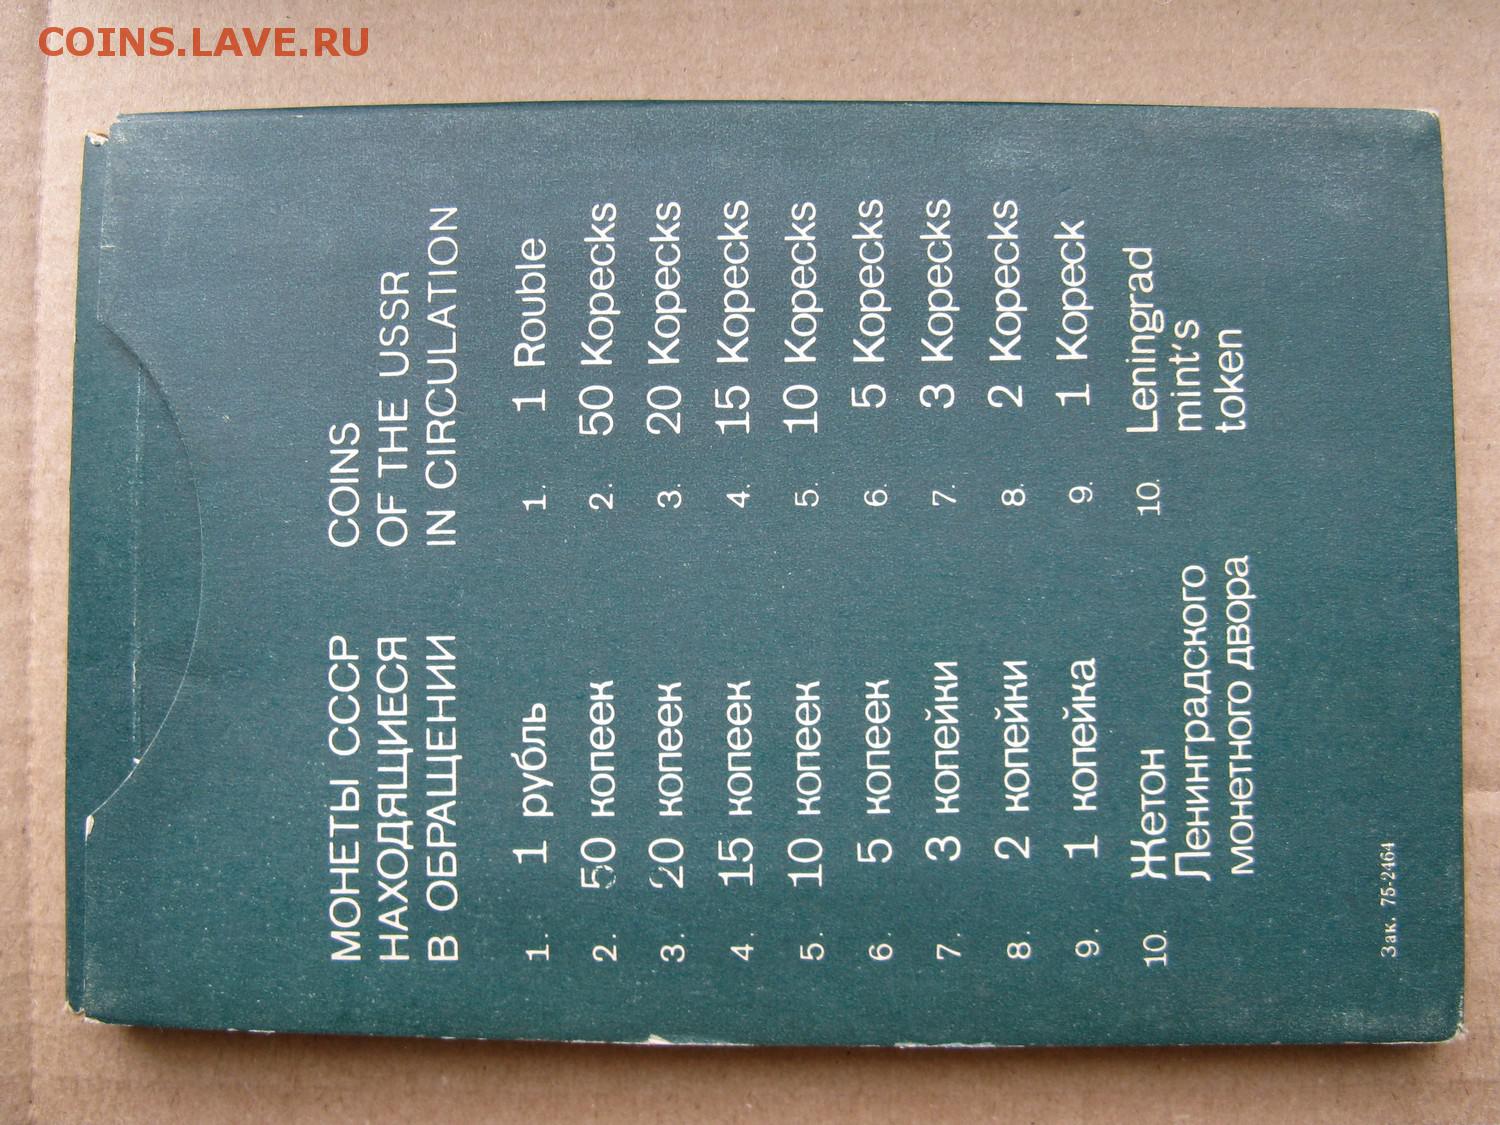 COINS.LAVE.RU
МОНЕТЫ СССР
НАХОДЯЩИЕСЯ
В ОБРАЩЕНИИ
1. 1 рубль
2. 50 копеек
3. 20 копеек
4. 15 копеек
5. 10 копеек
6. 5 копеек
7. 3 копейки
8. 2 копейки
9. 1 копейка
10. Жетон
Ленинградского
монетного двора
COINS
OF THE USSR
IN CIRCULATION
1. 1 Rouble
2. 50 Kopecks
3. 20 Kopecks
4. 15 Kopecks
5. 10 Kopecks
6. 5 Kopecks
7. 3 Kopecks
8. 2 Kopecks
9. 1 Kopeck
10. Leningrad
mint's
token
Зак. 75-2464